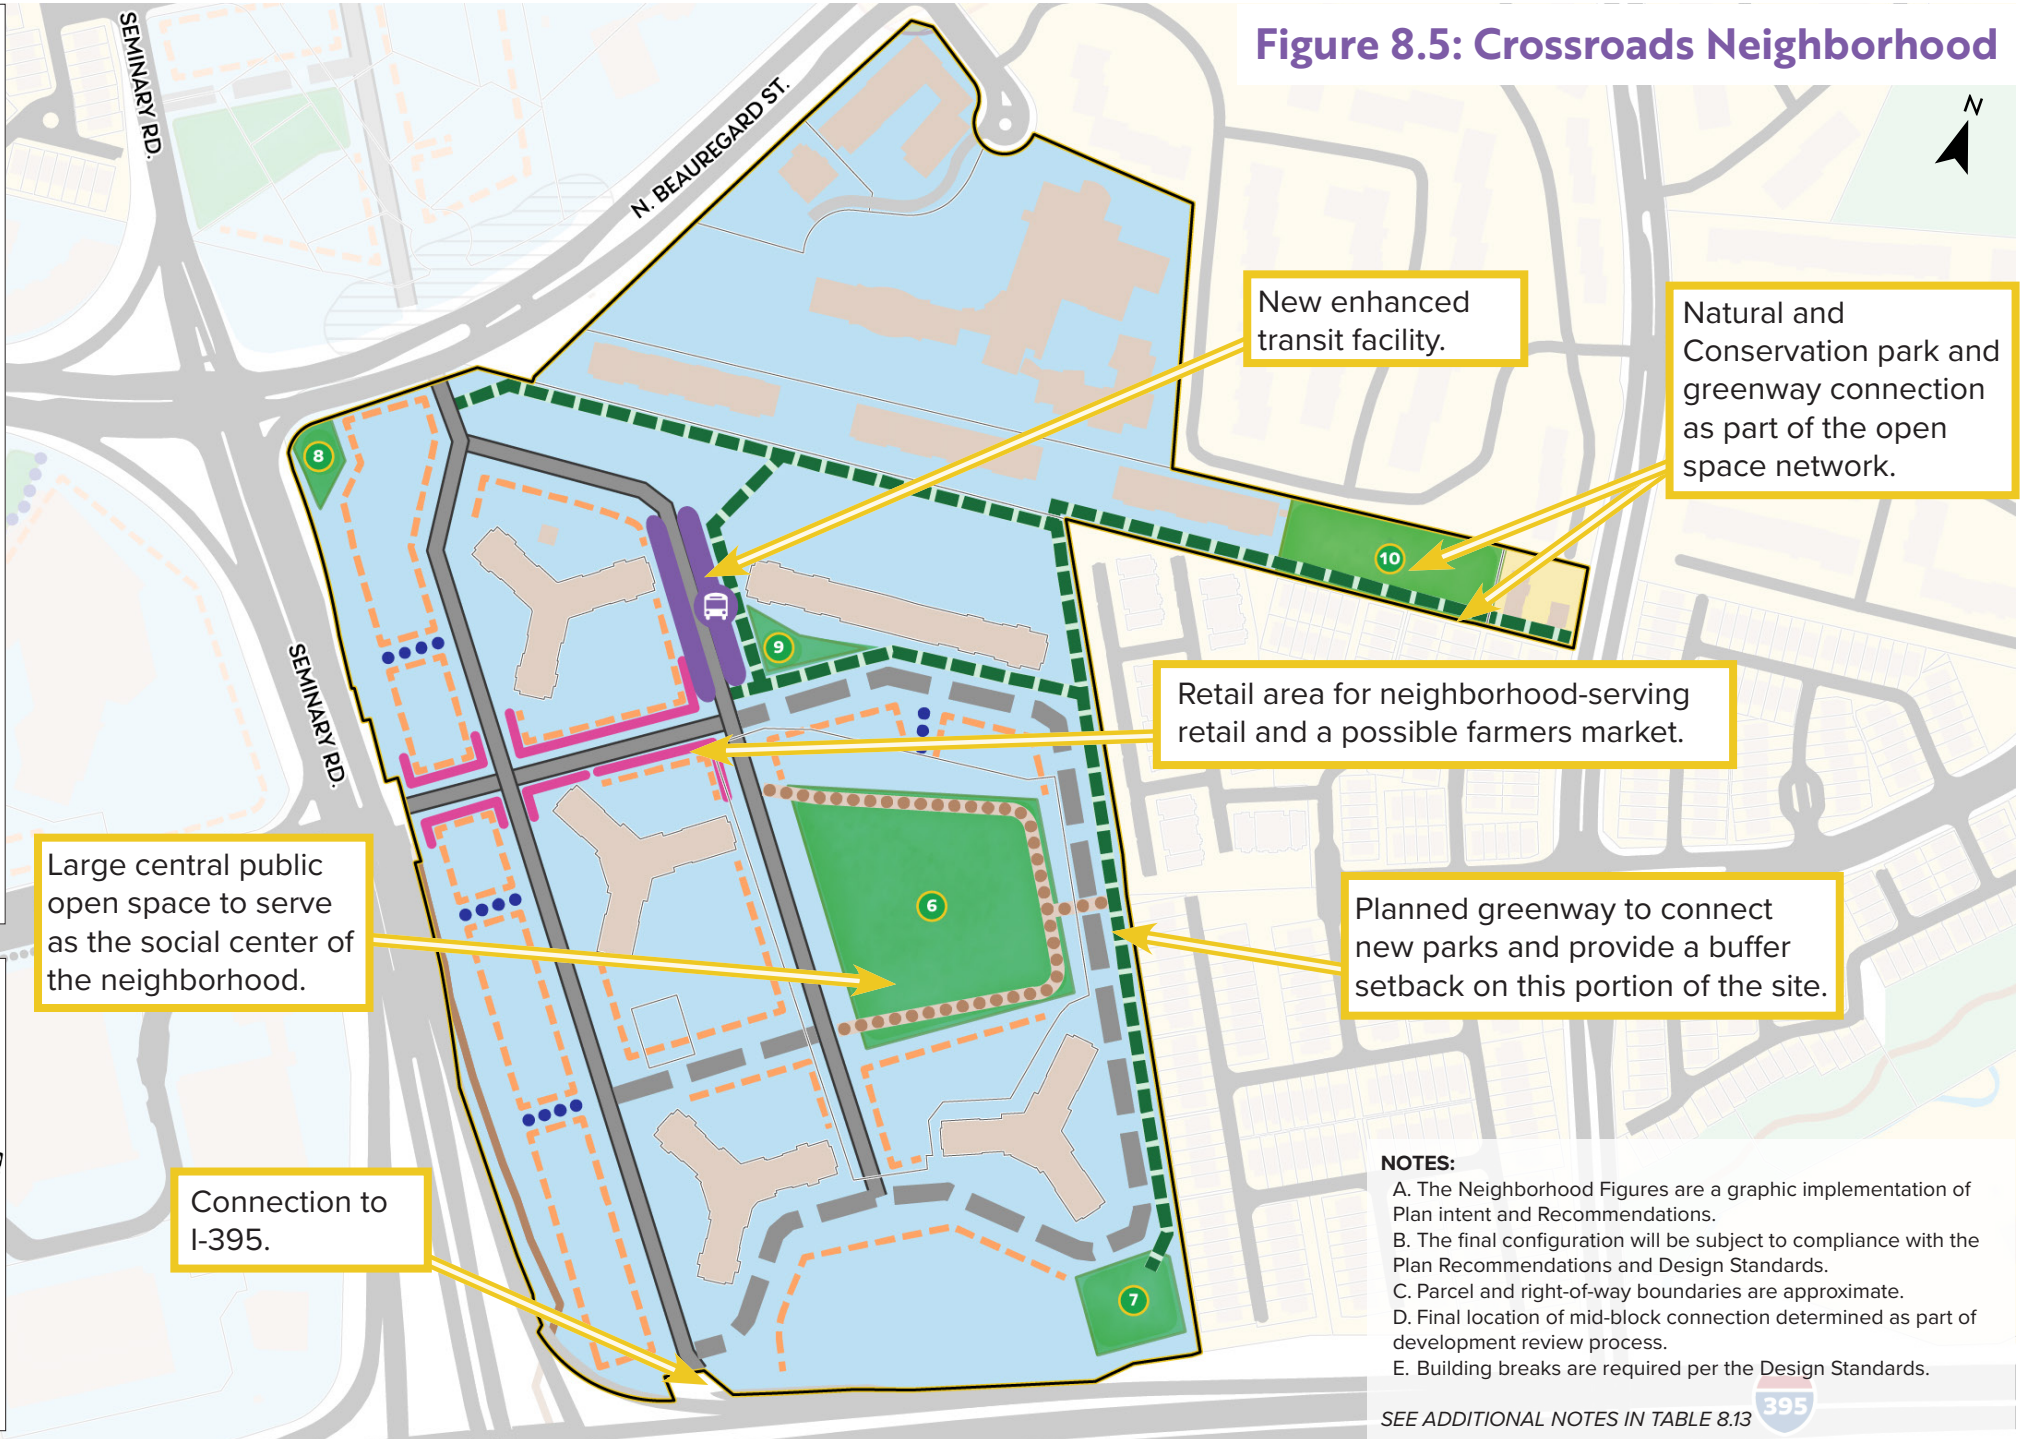 Figure 8.5: Crossroads Neighborhood
N
SEMINARY RD.
N. BEAUREGARD ST.
New enhanced
transit facility.
Natural and
Conservation park and
greenway connection
as part of the open
space network.
8
10
9
SEMINARY RD.
Retail area for neighborhood-serving
retail and a possible farmers market.
Large central public
open space to serve
as the social center of
the neighborhood.
6
Planned greenway to connect
new parks and provide a buffer
setback on this portion of the site.
Connection to
I-395.
7
NOTES:
A. The Neighborhood Figures are a graphic implementation of
Plan intent and Recommendations.
B. The final configuration will be subject to compliance with the
Plan Recommendations and Design Standards.
C. Parcel and right-of-way boundaries are approximate.
D. Final location of mid-block connection determined as part of
development review process.
E. Building breaks are required per the Design Standards.
SEE ADDITIONAL NOTES IN TABLE 8.13
395